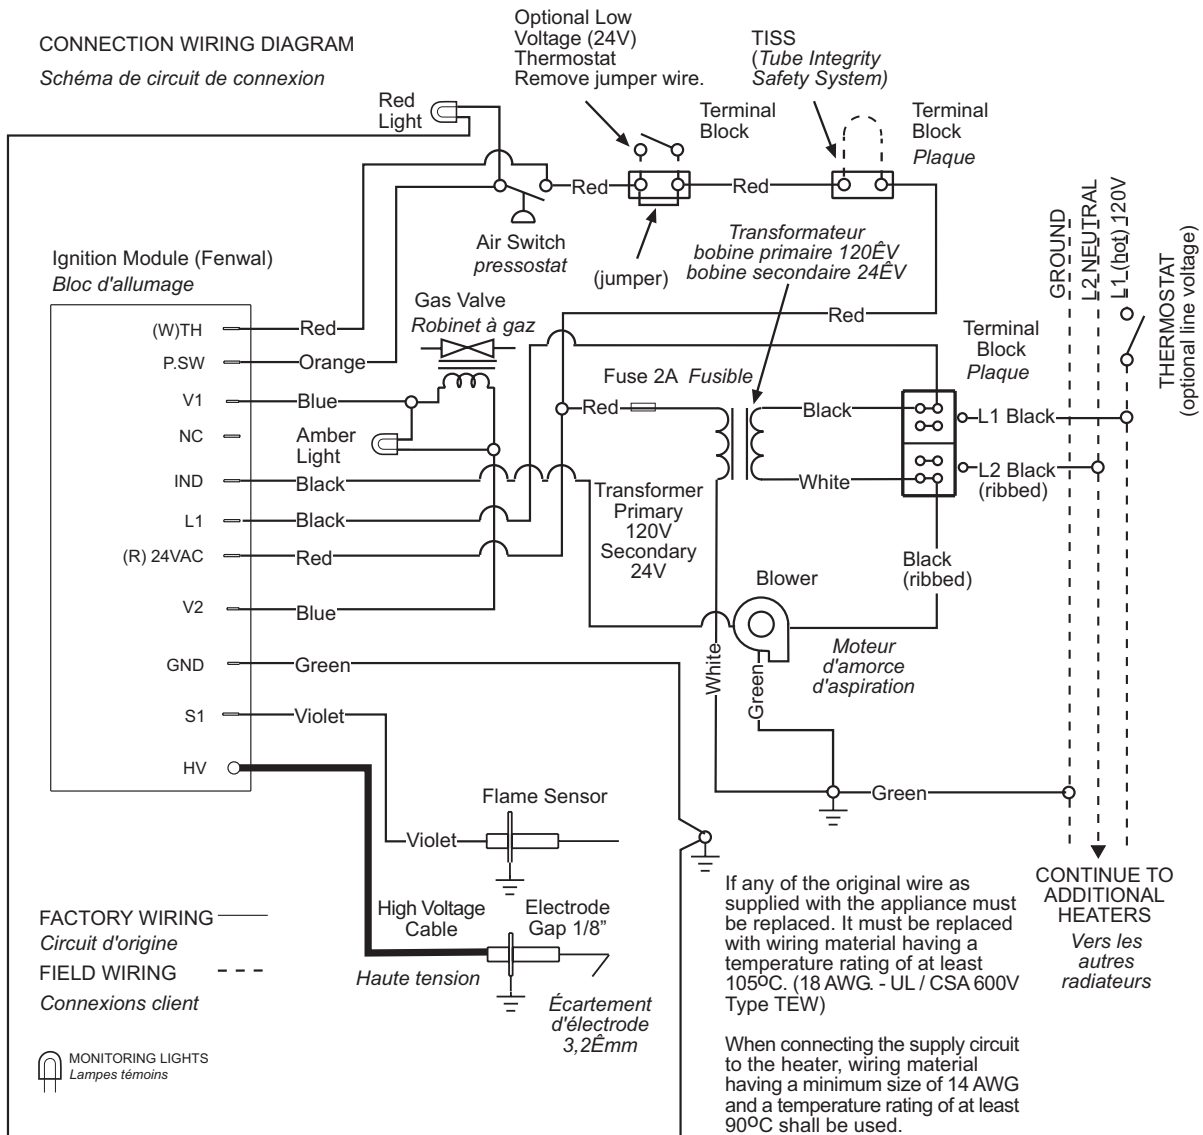 CONNECTION WIRING DIAGRAM
Schéma de circuit de connexion
Optional Low
Voltage (24V)
Thermostat
Remove jumper wire.
TISS
(Tube Integrity
Safety System)
Red
Light
Terminal
Block
Terminal
Block
Plaque
Red
Red
Air Switch
pressostat
(jumper)
Transformateur
bobine primaire 120ÊV
bobine secondaire 24ÊV
GROUND
L2 NEUTRAL
L1 (hot) 120V
THERMOSTAT
(optional line voltage)
Ignition Module (Fenwal)
Bloc d'allumage
Gas Valve
Robinet à gaz
(W)TH
Red
Red
P.SW
Orange
Terminal
Block
Plaque
Fuse 2A Fusible
V1
Blue
Red
Black
L1 Black
NC
Amber
Light
IND
Black
White
L2 Black
(ribbed)
Transformer
Primary
120V
Secondary
24V
L1
Black
(R) 24VAC
Red
Black
(ribbed)
Blower
V2
Blue
Moteur
d'amorce
d'aspiration
GND
Green
White
Green
S1
Violet
HV
Green
Flame Sensor
Violet
High Voltage
Cable
Electrode
Gap 1/8”
Haute tension
Écartement
d'électrode
3,2Êmm
FACTORY WIRING
Circuit d'origine
FIELD WIRING
Connexions client
MONITORING LIGHTS
Lampes témoins
If any of the original wire as
supplied with the appliance must
be replaced. It must be replaced
with wiring material having a
temperature rating of at least
105ºC. (18 AWG. - UL / CSA 600V
Type TEW)
When connecting the supply circuit
to the heater, wiring material
having a minimum size of 14 AWG
and a temperature rating of at least
90ºC shall be used.
CONTINUE TO
ADDITIONAL
HEATERS
Vers les
autres
radiateurs